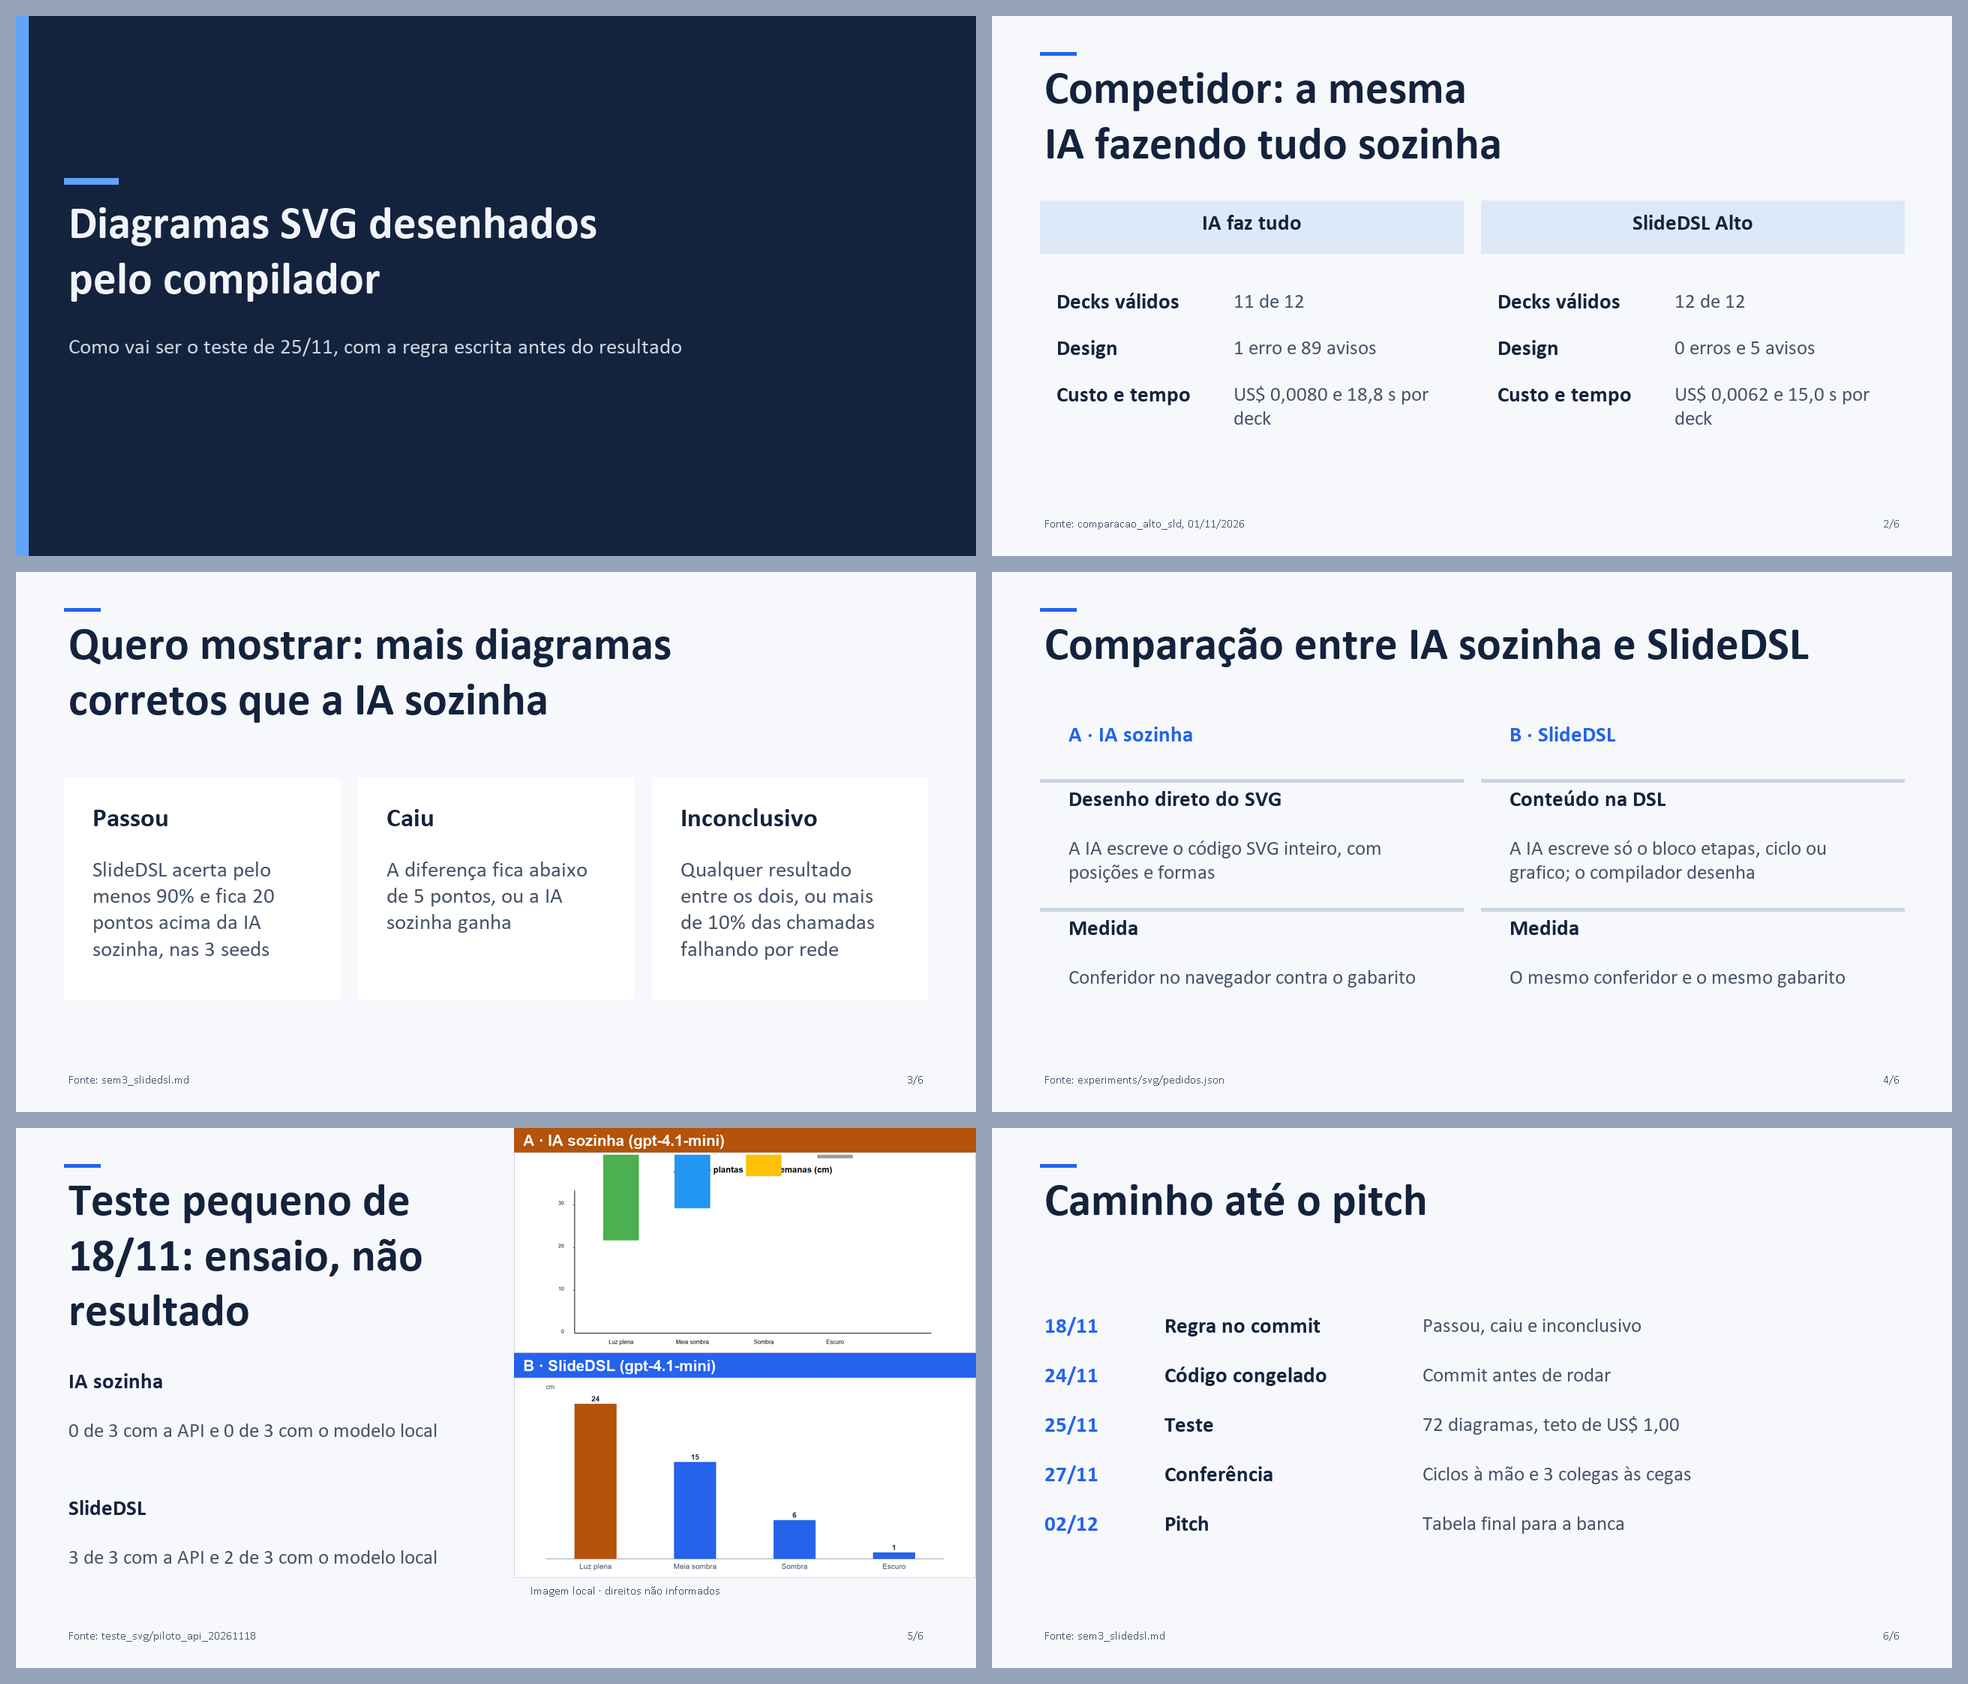 Diagramas SVG desenhados
pelo compilador
Como vai ser o teste de 25/11, com a regra escrita antes do resultado
Competidor: a mesma
IA fazendo tudo sozinha
IA faz tudo
Decks válidos 11 de 12
Design 1 erro e 89 avisos
Custo e tempo US$ 0,0080 e 18,8 s por
deck
SlideDSL Alto
Decks válidos 12 de 12
Design 0 erros e 5 avisos
Custo e tempo US$ 0,0062 e 15,0 s por
deck
Fonte: comparacao_alto_sld, 01/11/2026
2/6
Quero mostrar: mais diagramas
corretos que a IA sozinha
Passou
SlideDSL acerta pelo
menos 90% e fica 20
pontos acima da IA
sozinha, nas 3 seeds
Caiu
A diferença fica abaixo
de 5 pontos, ou a IA
sozinha ganha
Inconclusivo
Qualquer resultado
entre os dois, ou mais
de 10% das chamadas
falhando por rede
Fonte: sem3_slidedsl.md
3/6
Comparação entre IA sozinha e SlideDSL
A · IA sozinha
Desenho direto do SVG
A IA escreve o código SVG inteiro, com
posições e formas
Medida
Conferidor no navegador contra o gabarito
B · SlideDSL
Conteúdo na DSL
A IA escreve só o bloco etapas, ciclo ou
grafico; o compilador desenha
Medida
O mesmo conferidor e o mesmo gabarito
Fonte: experiments/svg/pedidos.json
4/6
Teste pequeno de
18/11: ensaio, não
resultado
IA sozinha
0 de 3 com a API e 0 de 3 com o modelo local
SlideDSL
3 de 3 com a API e 2 de 3 com o modelo local
A · IA sozinha (gpt-4.1-mini)
plantas emanas (cm)
30
20
10
0
Luz plena Meia sombra Sombra Escuro
B · SlideDSL (gpt-4.1-mini)
cm
24
15
6
1
Luz plena Meia sombra Sombra Escuro
Imagem local · direitos não informados
Fonte: teste_svg/piloto_api_20261118
5/6
Caminho até o pitch
18/11 Regra no commit Passou, caiu e inconclusivo
24/11 Código congelado Commit antes de rodar
25/11 Teste 72 diagramas, teto de US$ 1,00
27/11 Conferência Ciclos à mão e 3 colegas às cegas
02/12 Pitch Tabela final para a banca
Fonte: sem3_slidedsl.md
6/6